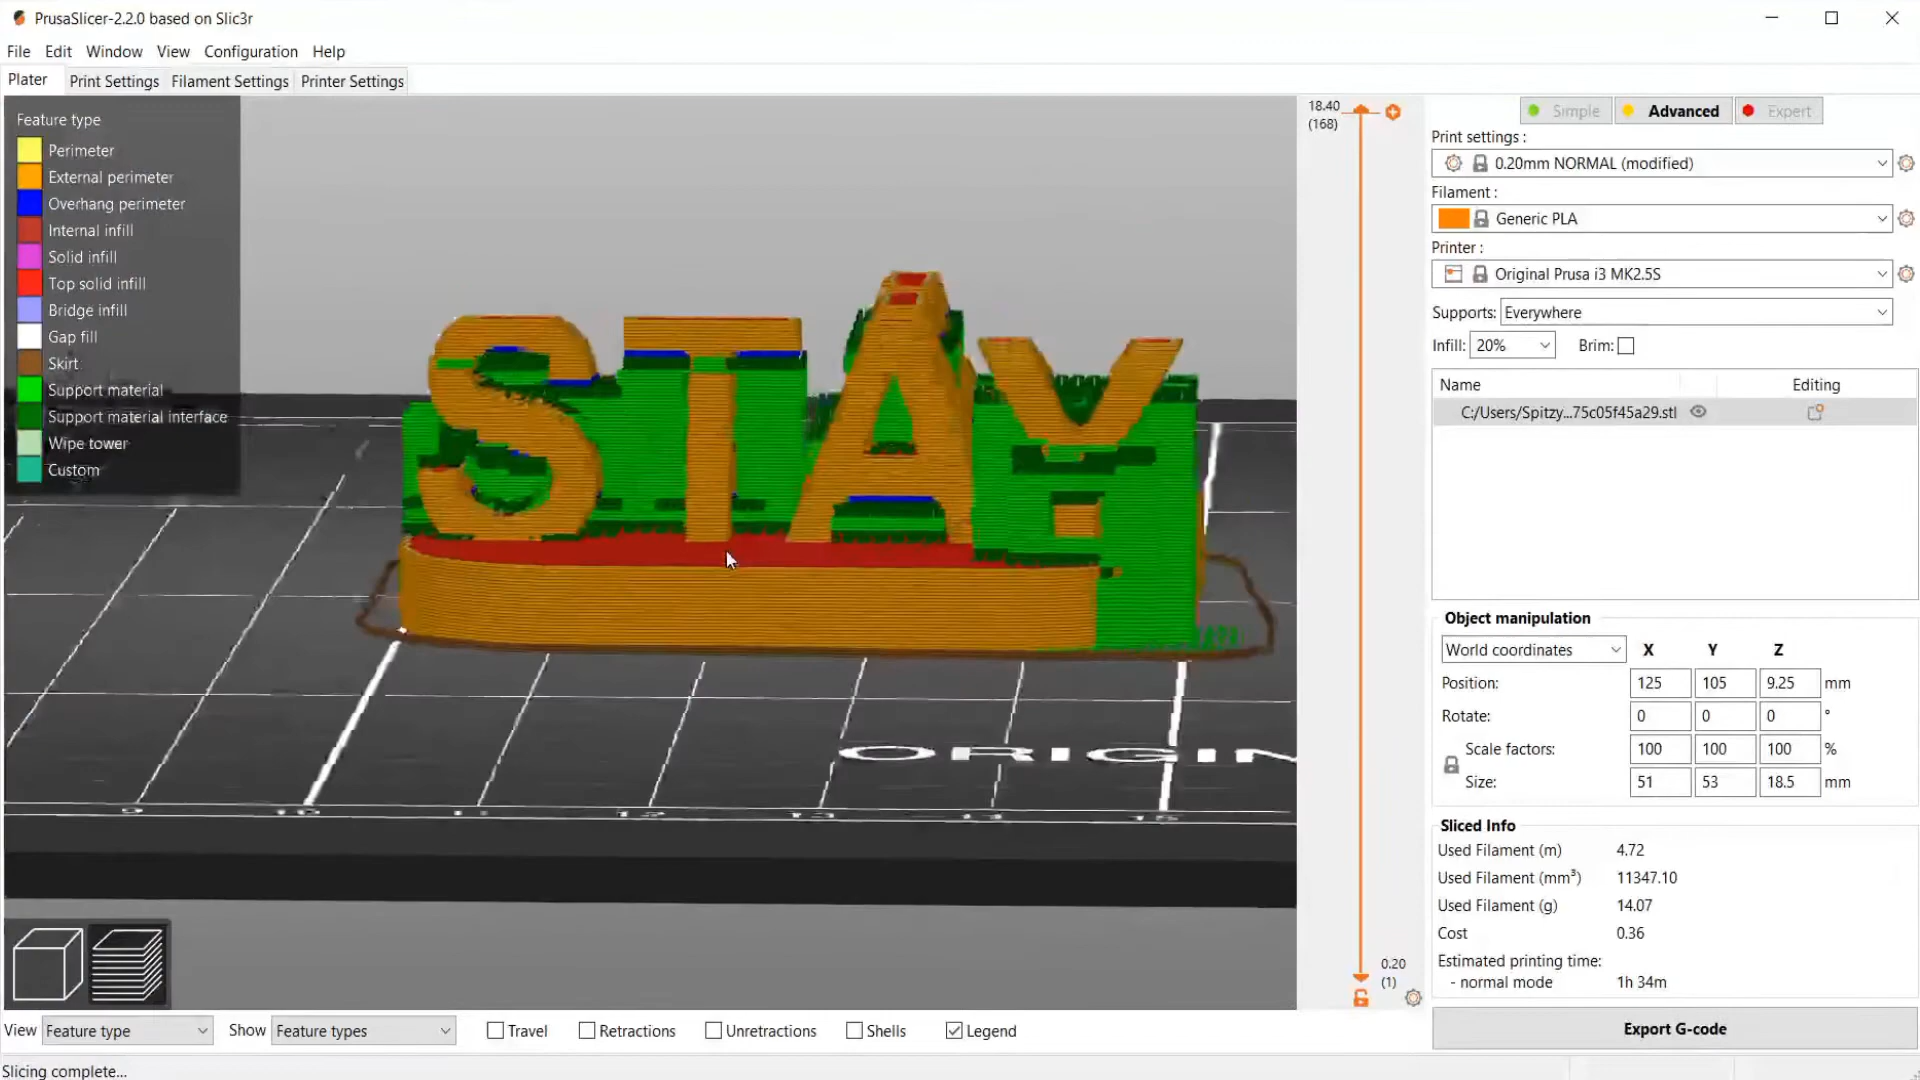 PrusaSlicer-2.2.0 based on Slic3r
File Edit Window View Configuration Help
Plater Print Settings Filament Settings Printer Settings
Feature type
Perimeter
External perimeter
Overhang perimeter
Internal infill
Solid infill
Top solid infill
Bridge infill
Gap fill
Skirt
Support material
Support material interface
Wipe tower
Custom
STAY
ORIGIN
9 10 11 12 13 14 15
18.40
(168)
0.20
(1)
Simple Advanced Expert
Print settings :
0.20mm NORMAL (modified)
Filament :
Generic PLA
Printer :
Original Prusa i3 MK2.5S
Supports: Everywhere
Infill: 20% Brim:
Name Editing
C:/Users/Spitzy...75c05f45a29.stl
Object manipulation
World coordinates X Y Z
Position: 125 105 9.25 mm
Rotate: 0 0 0 °
Scale factors: 100 100 100 %
Size: 51 53 18.5 mm
Sliced Info
Used Filament (m) 4.72
Used Filament (mm³) 11347.10
Used Filament (g) 14.07
Cost 0.36
Estimated printing time:
- normal mode 1h 34m
Export G-code
View Feature type Show Feature types Travel Retractions Unretractions Shells Legend
Slicing complete...